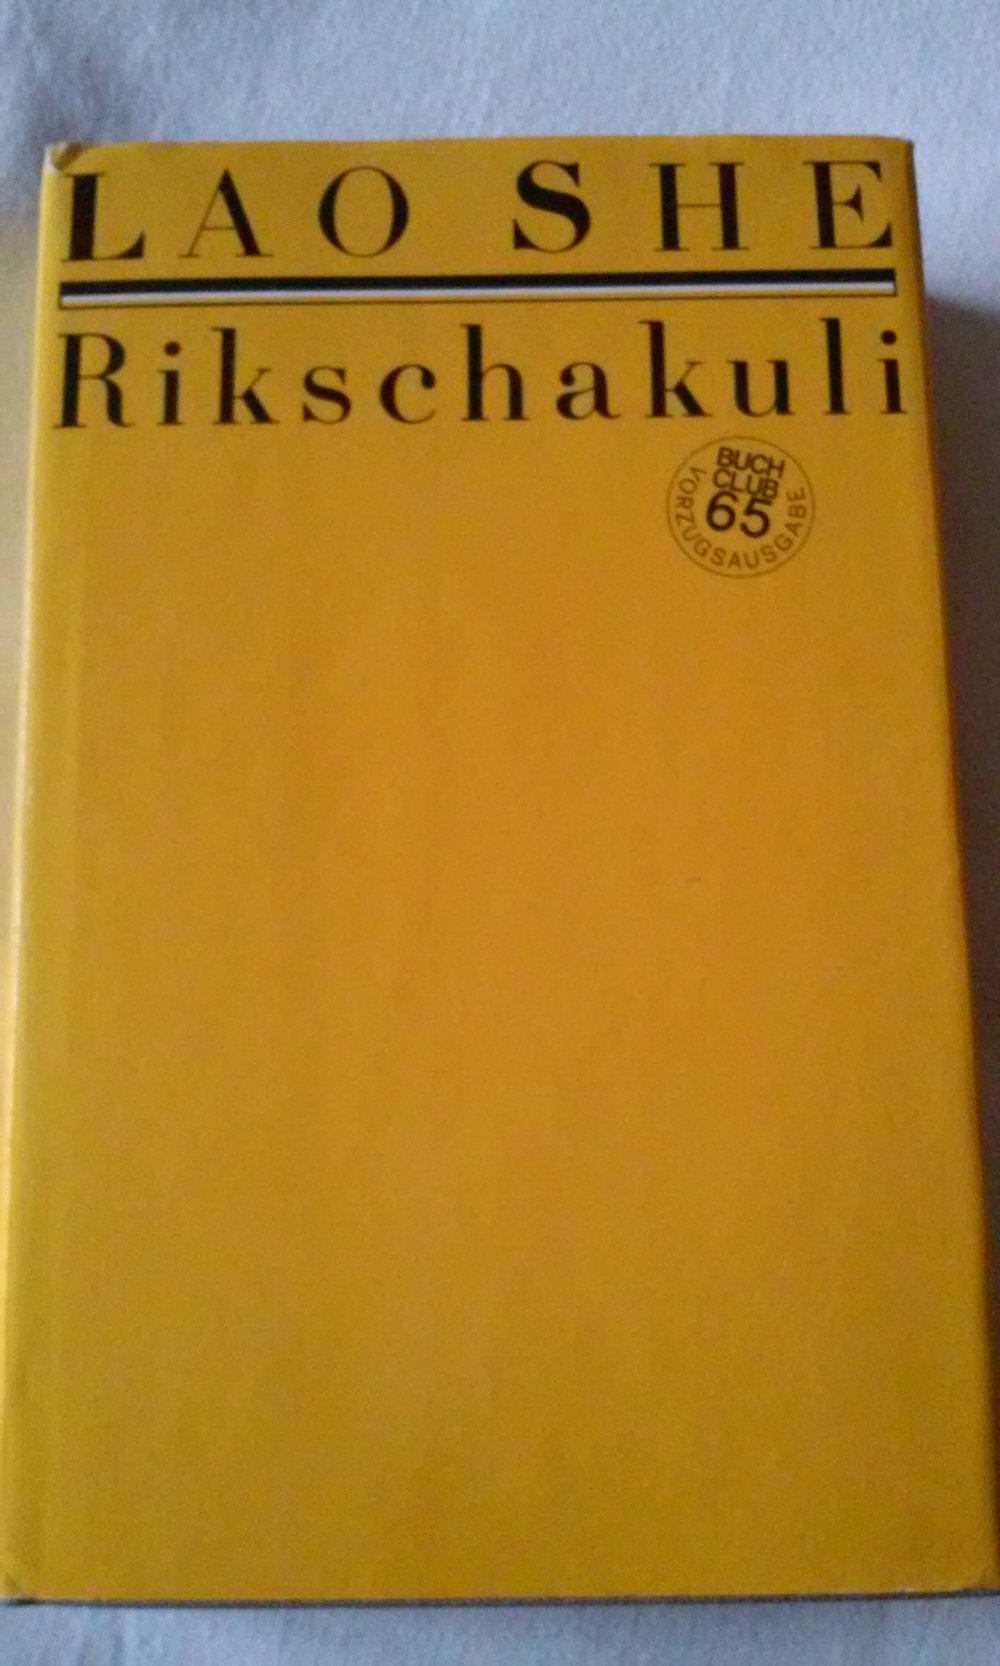 LAO SHE
Rikschakuli
BUCH
CLUB
65
VORZUGSAUSGABE